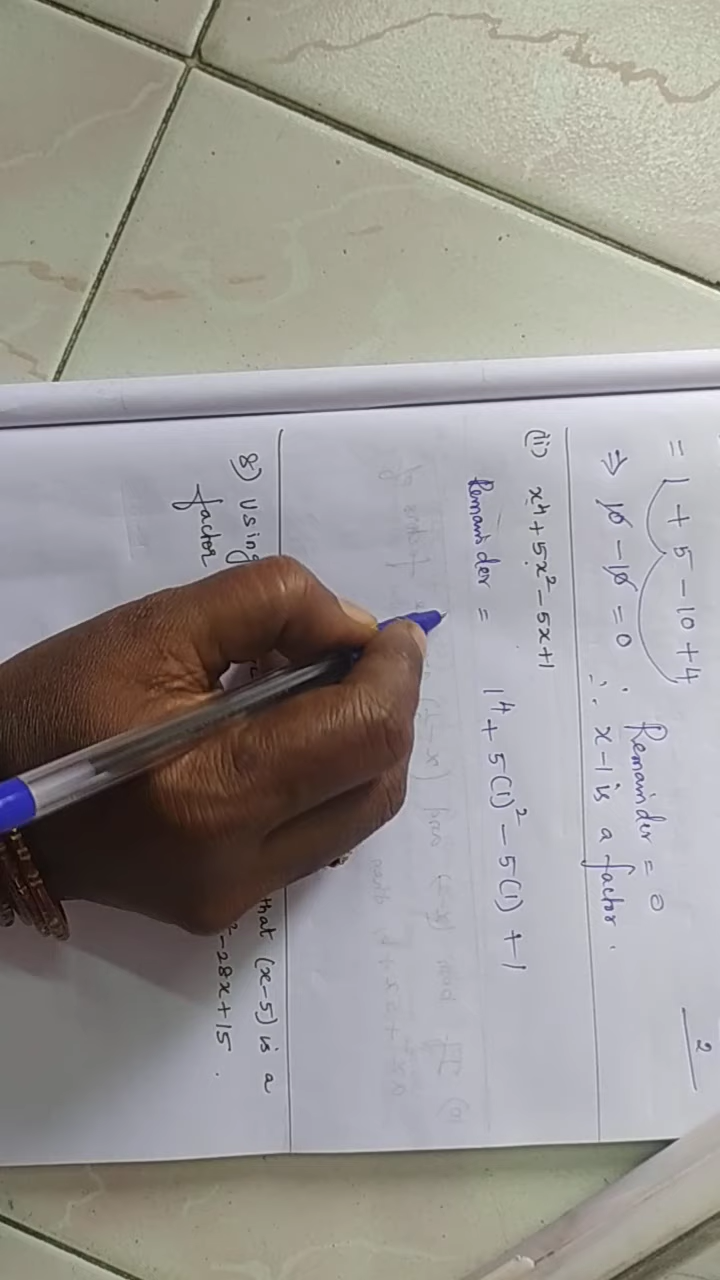 2
= 1 + 5 - 10 + 4 Remainder = 0
⇒ 10 - 10 = 0 ∴ x-1 is a factor.
(ii) x⁴ + 5x² - 5x + 1
Remainder = 1⁴ + 5(1)² - 5(1) + 1
8) Using that (x-5) is a
factor ²-28x+15.